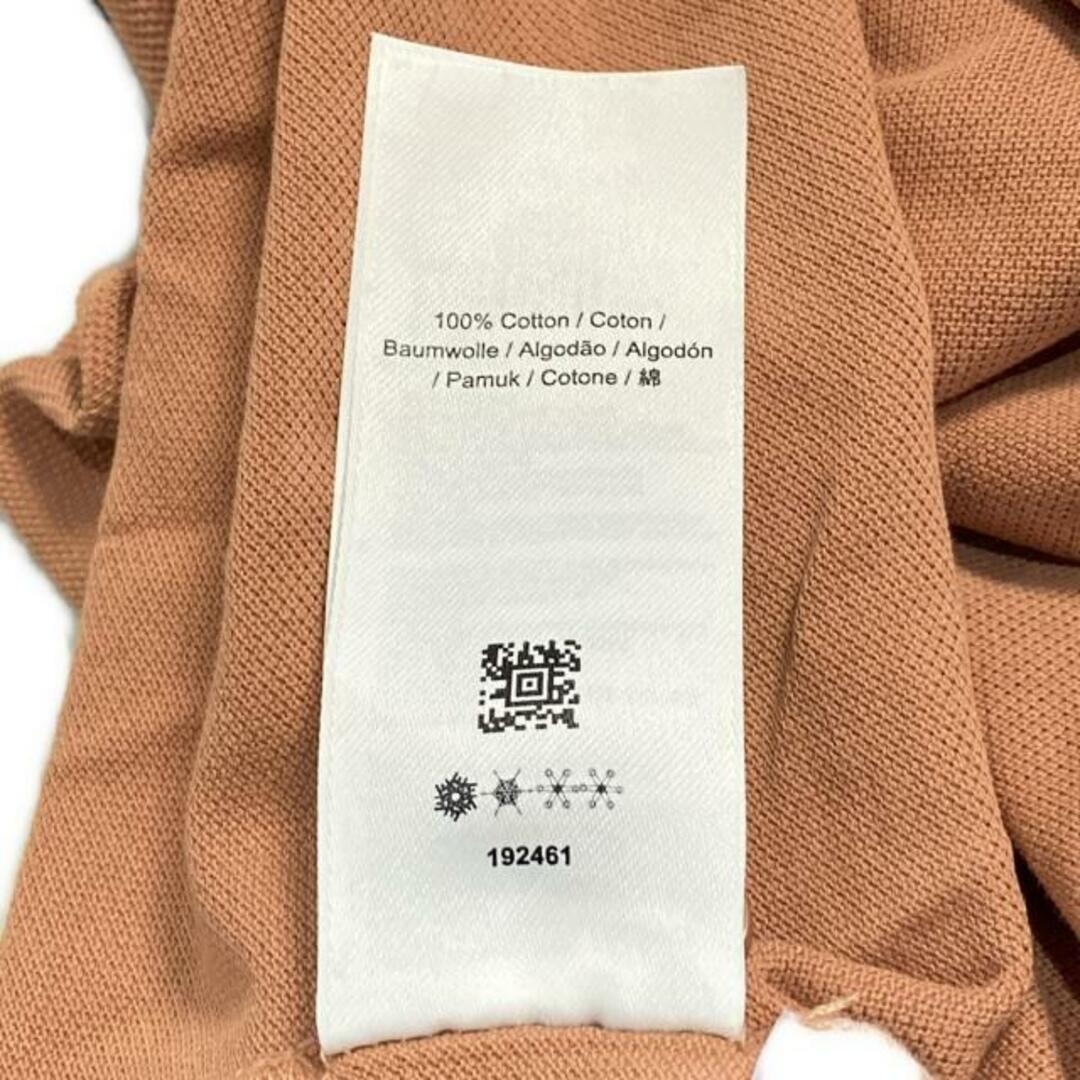 100% Cotton / Coton /
Baumwolle / Algodão / Algodón
/ Pamuk / Cotone / 綿
192461